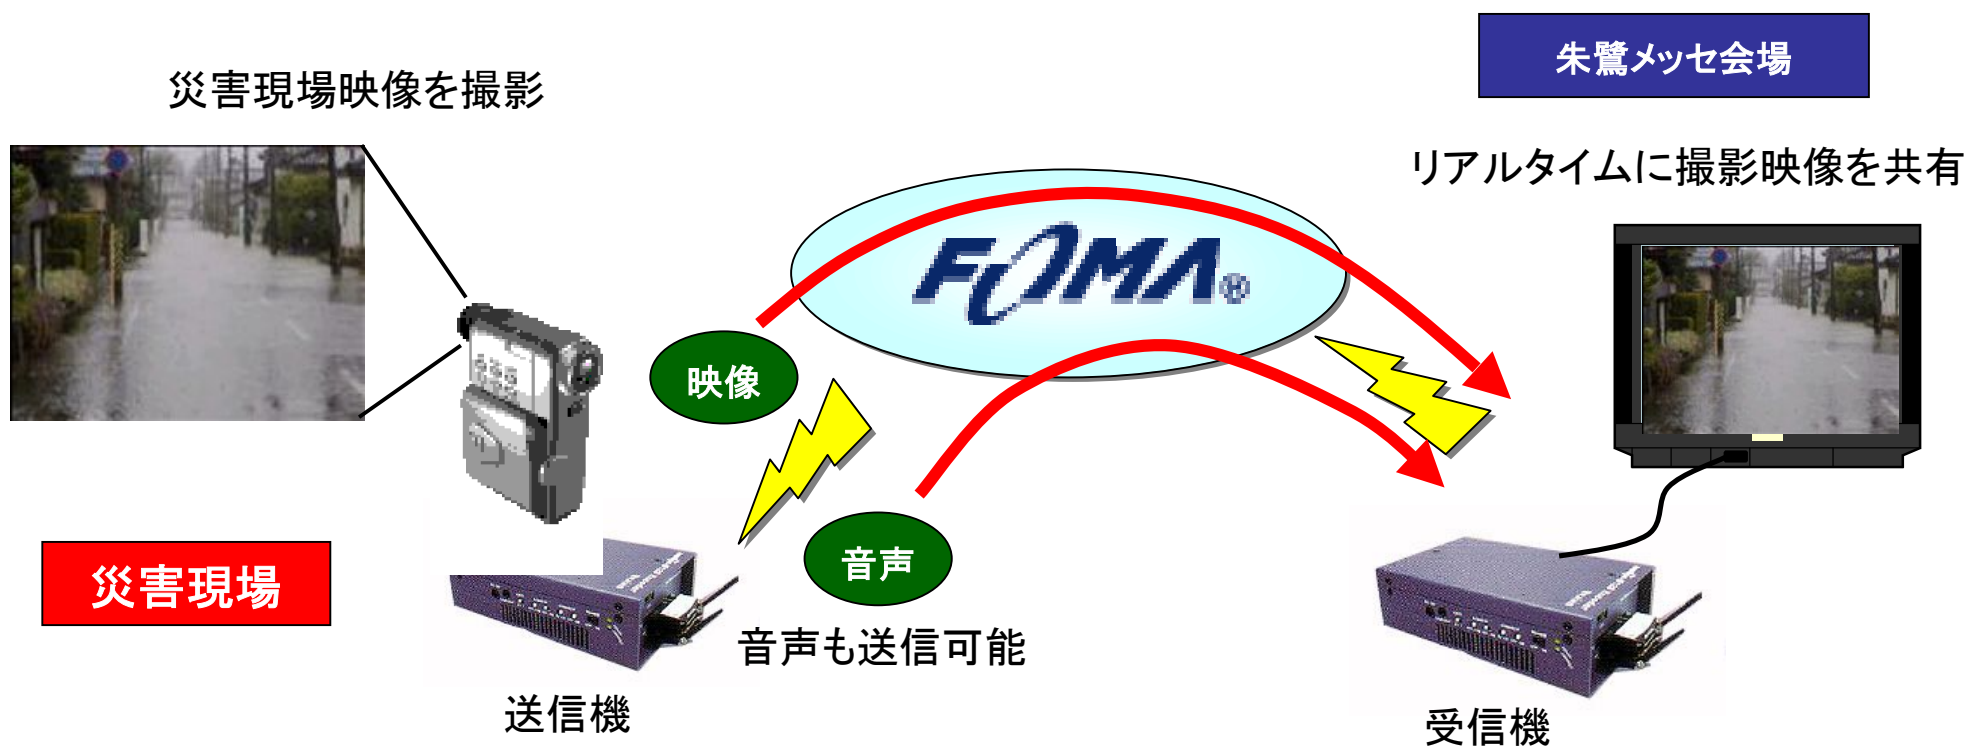 朱鷺メッセ会場
災害現場映像を撮影
リアルタイムに撮影映像を共有
FOMA®
映像
音声
災害現場
音声も送信可能
送信機
受信機